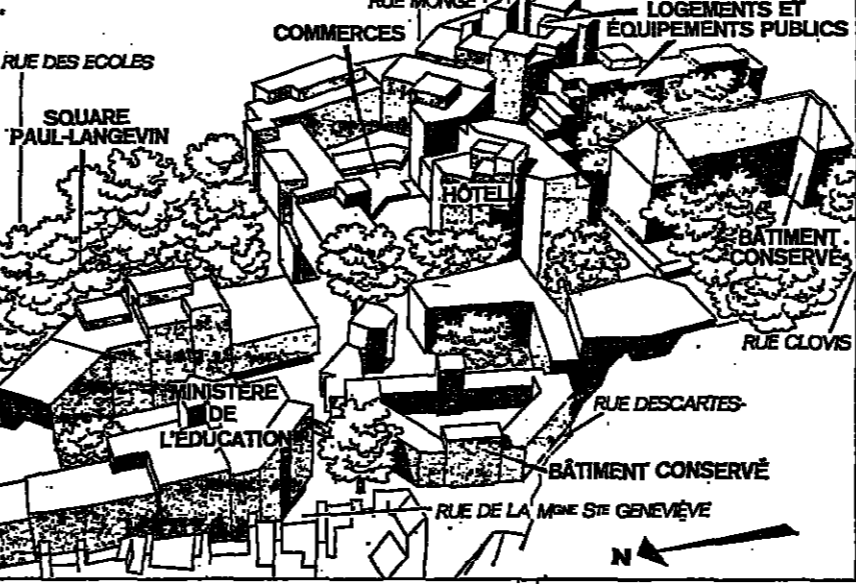 RUE MONGE
LOGEMENTS ET
ÉQUIPEMENTS PUBLICS
COMMERCES
RUE DES ECOLES
SQUARE
PAUL-LANGEVIN
HÔTEL
BÂTIMENT
CONSERVÉ
RUE CLOVIS
MINISTÈRE
DE
L'ÉDUCATION
RUE DESCARTES
BÂTIMENT CONSERVÉ
RUE DE LA MGNE STE GENEVIÈVE
N